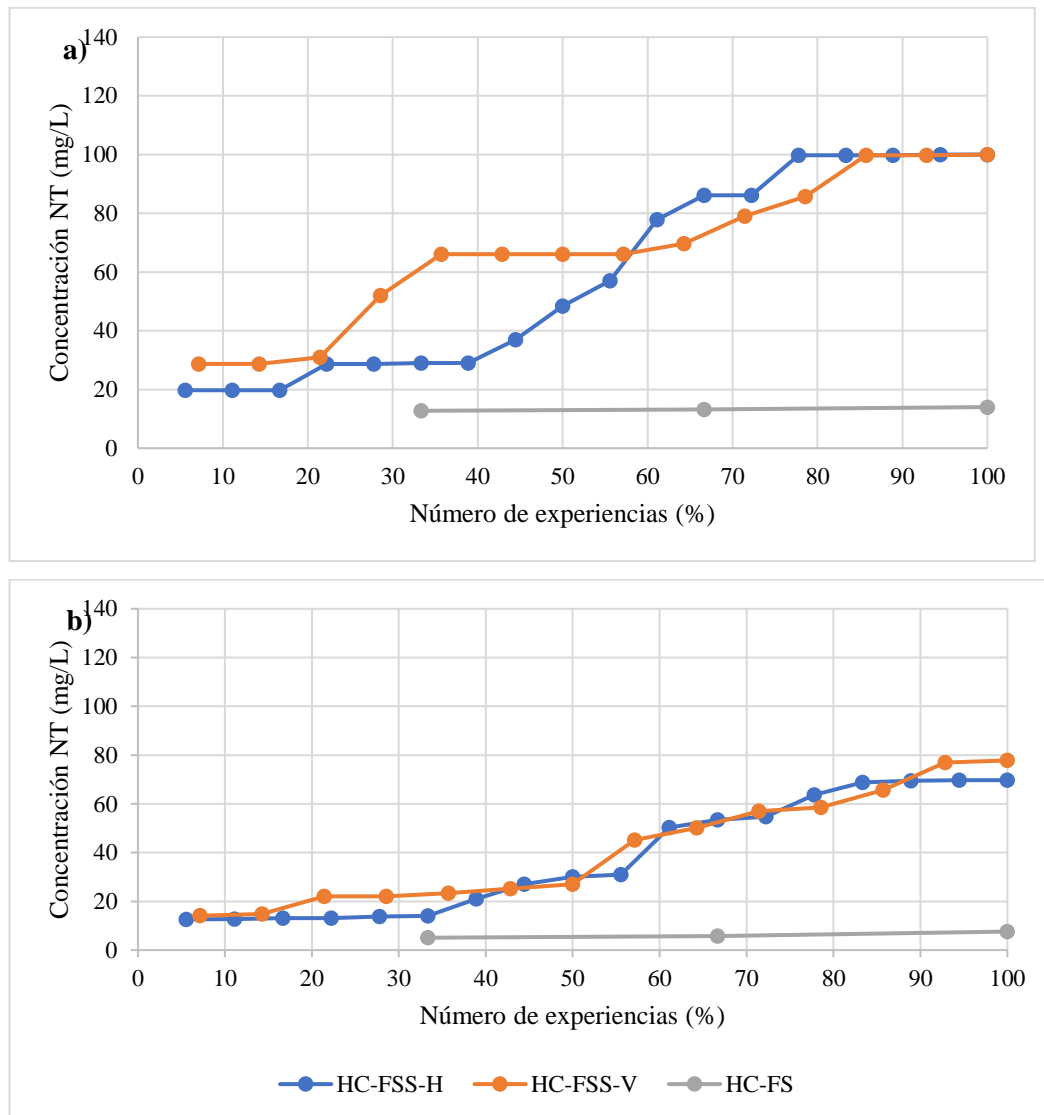 a)
Concentración NT (mg/L)
140
120
100
80
60
40
20
0
0 10 20 30 40 50 60 70 80 90 100
Número de experiencias (%)
b)
Concentración NT (mg/L)
140
120
100
80
60
40
20
0
0 10 20 30 40 50 60 70 80 90 100
Número de experiencias (%)
HC-FSS-H HC-FSS-V HC-FS